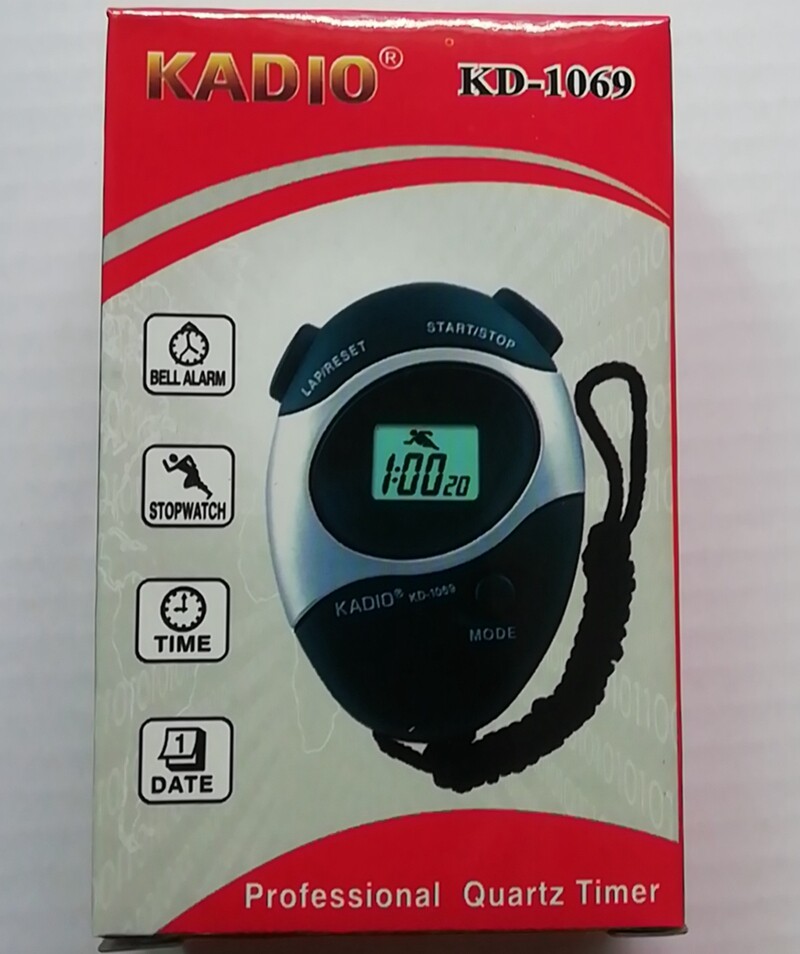 KADIO®
KD-1069
LAP/RESET
START/STOP
1:00 20
KADIO® KD-1069
MODE
BELL ALARM
STOPWATCH
TIME
1
DATE
Professional Quartz Timer